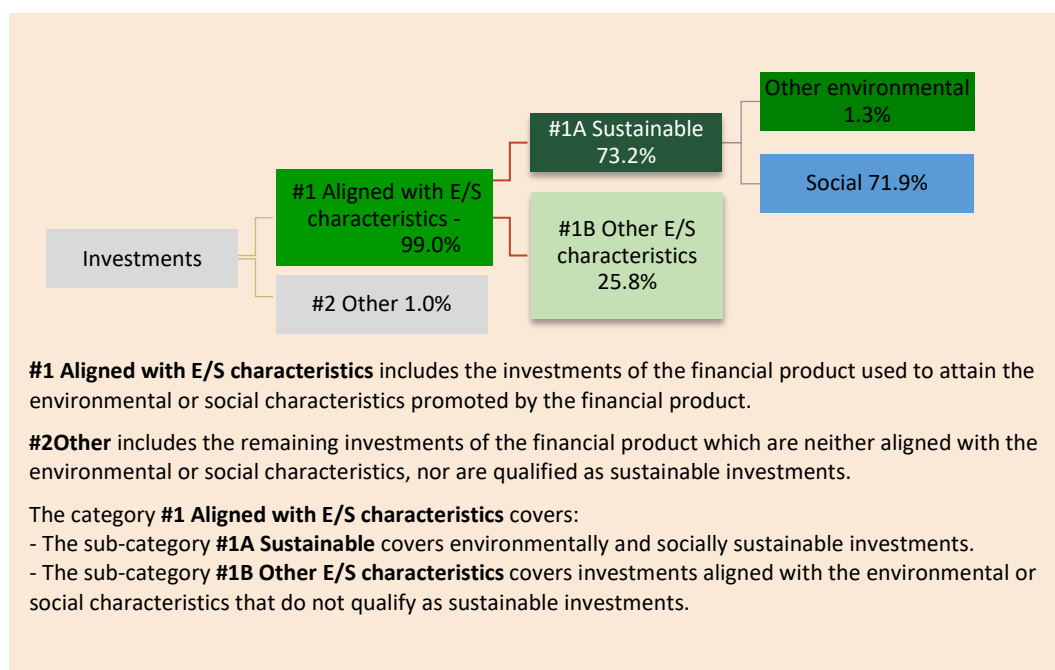 Investments
#1 Aligned with E/S
characteristics -
99.0%
#2 Other 1.0%
#1A Sustainable
73.2%
#1B Other E/S
characteristics
25.8%
Other environmental
1.3%
Social 71.9%
#1 Aligned with E/S characteristics includes the investments of the financial product used to attain the
environmental or social characteristics promoted by the financial product.
#2Other includes the remaining investments of the financial product which are neither aligned with the
environmental or social characteristics, nor are qualified as sustainable investments.
The category #1 Aligned with E/S characteristics covers:
- The sub-category #1A Sustainable covers environmentally and socially sustainable investments.
- The sub-category #1B Other E/S characteristics covers investments aligned with the environmental or
social characteristics that do not qualify as sustainable investments.